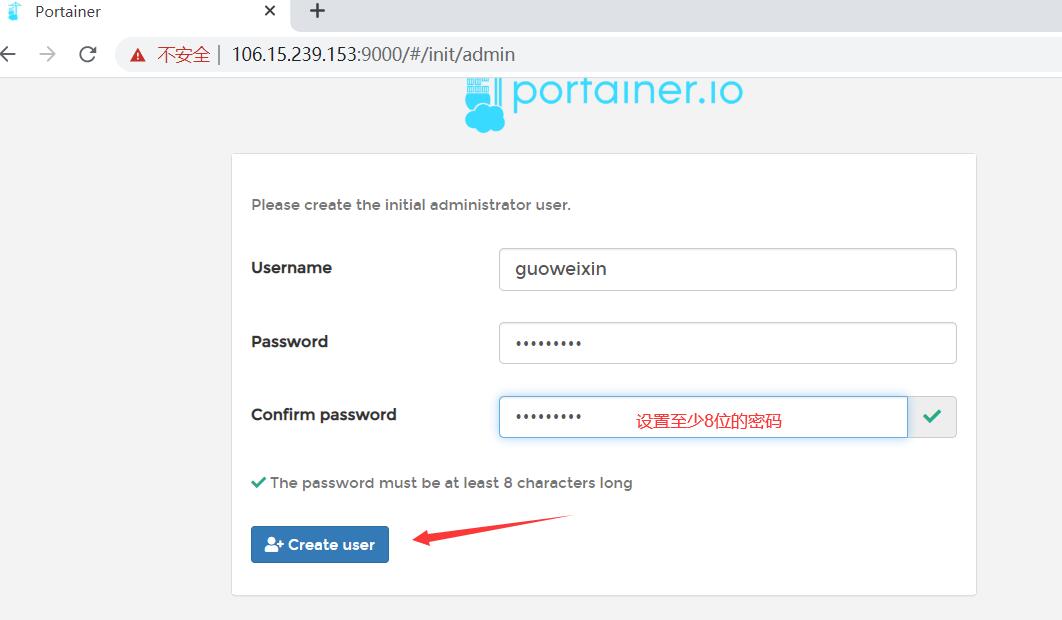 Portainer
不安全 | 106.15.239.153:9000/#/init/admin
portainer.io
Please create the initial administrator user.
Username
guoweixin
Password
•••••••••
Confirm password
••••••••• 设置至少8位的密码
The password must be at least 8 characters long
Create user